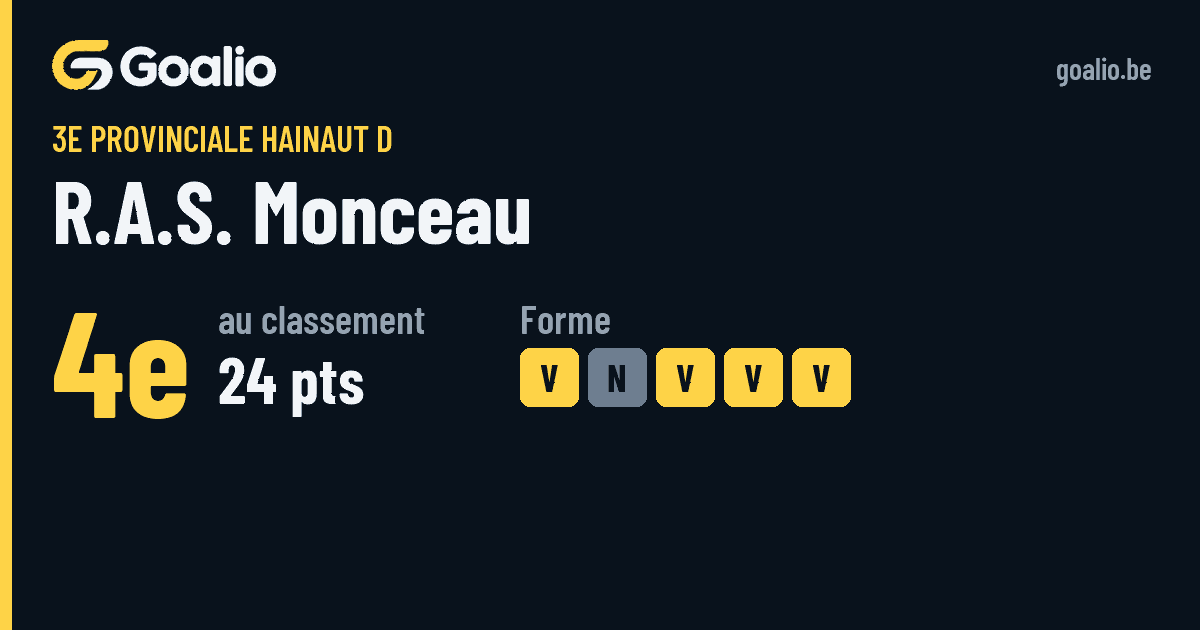 Goalio
goalio.be
3E PROVINCIALE HAINAUT D
R.A.S. Monceau
4e
au classement
24 pts
Forme
V N V V V